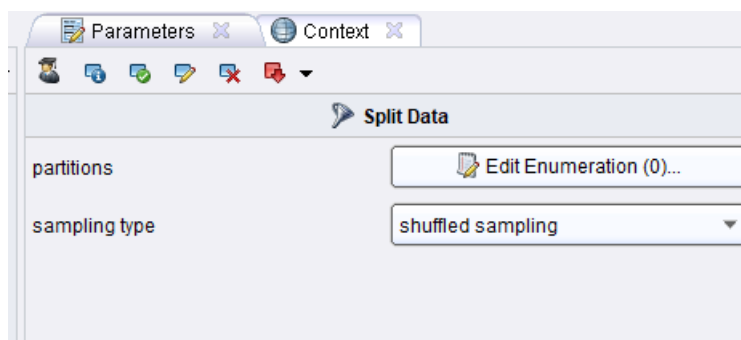 Parameters Context
Split Data
partitions Edit Enumeration (0)...
sampling type shuffled sampling